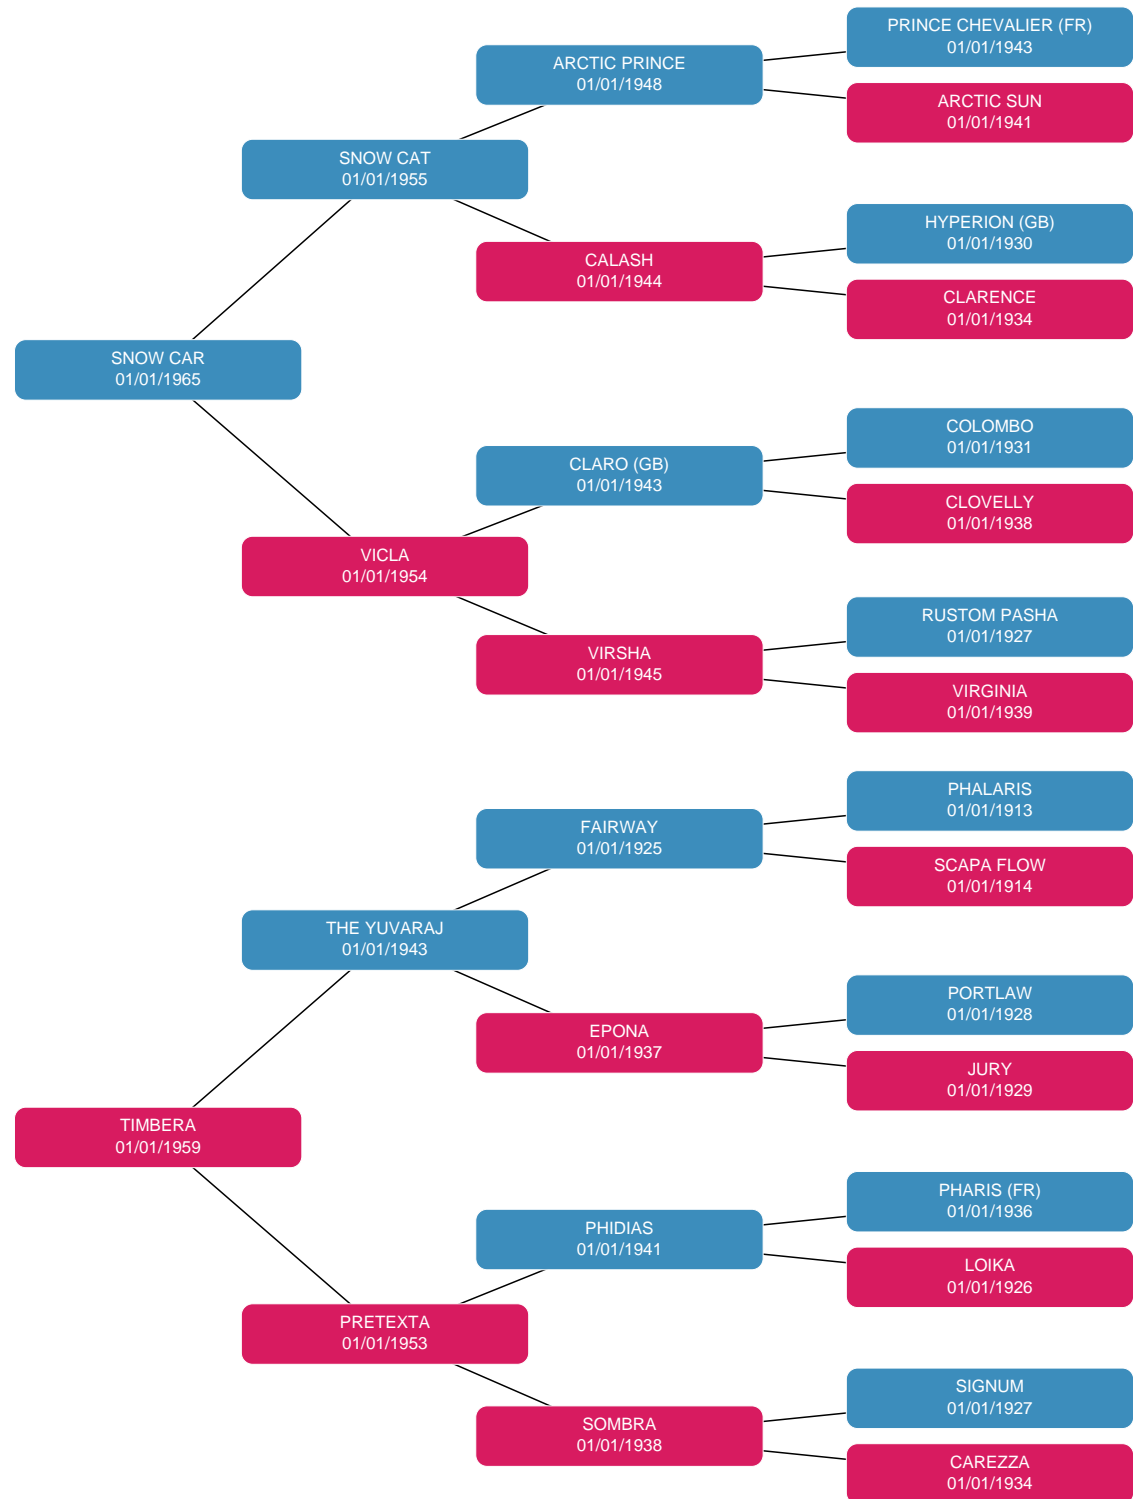 PRINCE CHEVALIER (FR)
01/01/1943
ARCTIC PRINCE
01/01/1948
ARCTIC SUN
01/01/1941
SNOW CAT
01/01/1955
HYPERION (GB)
01/01/1930
CALASH
01/01/1944
CLARENCE
01/01/1934
SNOW CAR
01/01/1965
COLOMBO
01/01/1931
CLARO (GB)
01/01/1943
CLOVELLY
01/01/1938
VICLA
01/01/1954
RUSTOM PASHA
01/01/1927
VIRSHA
01/01/1945
VIRGINIA
01/01/1939
PHALARIS
01/01/1913
FAIRWAY
01/01/1925
SCAPA FLOW
01/01/1914
THE YUVARAJ
01/01/1943
PORTLAW
01/01/1928
EPONA
01/01/1937
JURY
01/01/1929
TIMBERA
01/01/1959
PHARIS (FR)
01/01/1936
PHIDIAS
01/01/1941
LOIKA
01/01/1926
PRETEXTA
01/01/1953
SIGNUM
01/01/1927
SOMBRA
01/01/1938
CAREZZA
01/01/1934